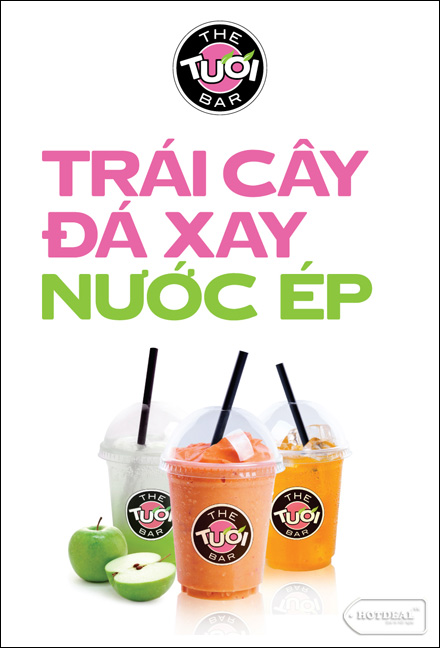 THE
TƯƠI
BAR
TRÁI CÂY
ĐÁ XAY
NƯỚC ÉP
THE
TƯƠI
BAR
THE
TƯƠI
BAR
THE
TƯƠI
BAR
HOTDEAL